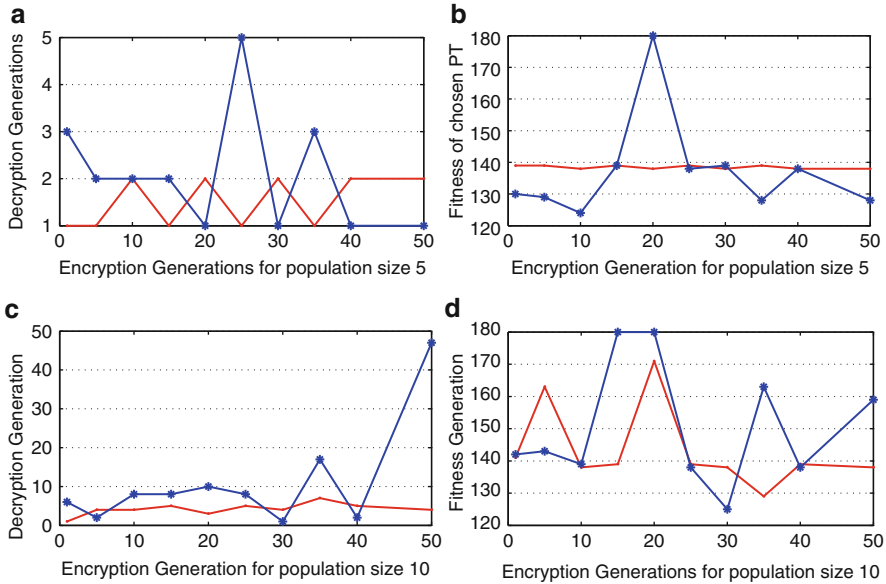 a
5
4
3
2
1
0 10 20 30 40 50
Decryption Generations
Encryption Generations for population size 5
b
180
170
160
150
140
130
120
0 10 20 30 40 50
Fitness of chosen PT
Encryption Generation for population size 5
c
50
40
30
20
10
0
0 10 20 30 40 50
Decryption Generation
Encryption Generation for population size 10
d
180
170
160
150
140
130
120
0 10 20 30 40 50
Fitness Generation
Encryption Generation for population size 10